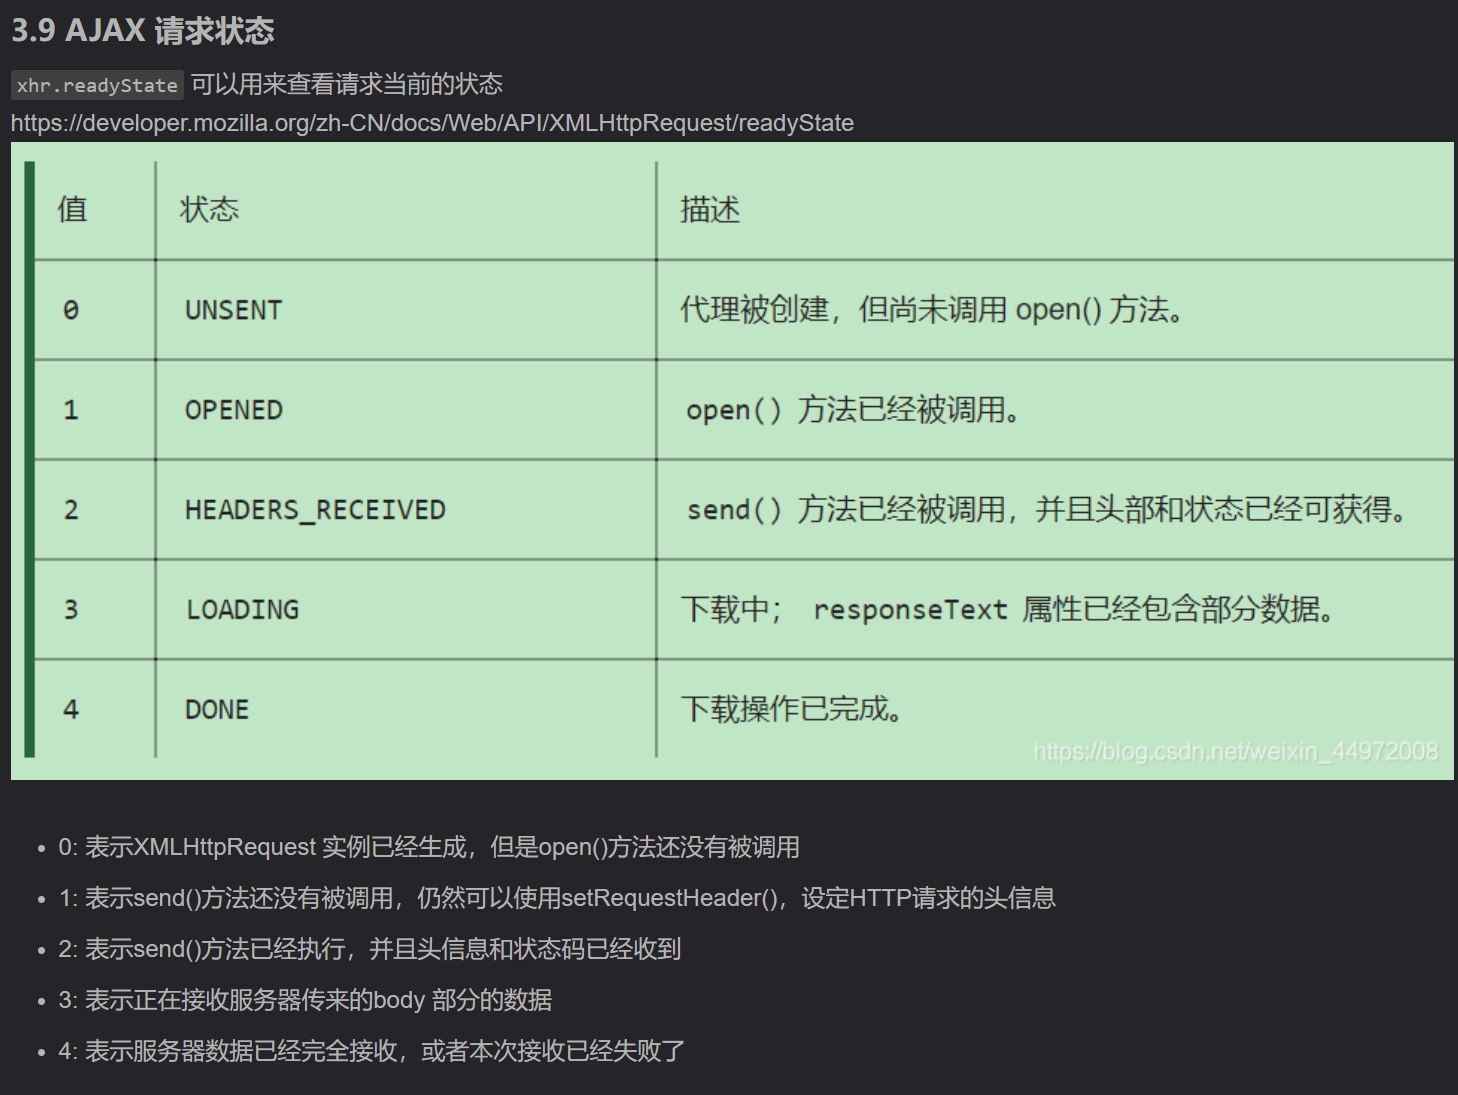 3.9 AJAX 请求状态
xhr.readyState 可以用来查看请求当前的状态
https://developer.mozilla.org/zh-CN/docs/Web/API/XMLHttpRequest/readyState
值 状态 描述
0 UNSENT 代理被创建，但尚未调用 open() 方法。
1 OPENED open() 方法已经被调用。
2 HEADERS_RECEIVED send() 方法已经被调用，并且头部和状态已经可获得。
3 LOADING 下载中； responseText 属性已经包含部分数据。
4 DONE 下载操作已完成。
https://blog.csdn.net/weixin_44972008
• 0: 表示XMLHttpRequest 实例已经生成，但是open()方法还没有被调用
• 1: 表示send()方法还没有被调用，仍然可以使用setRequestHeader()，设定HTTP请求的头信息
• 2: 表示send()方法已经执行，并且头信息和状态码已经收到
• 3: 表示正在接收服务器传来的body 部分的数据
• 4: 表示服务器数据已经完全接收，或者本次接收已经失败了